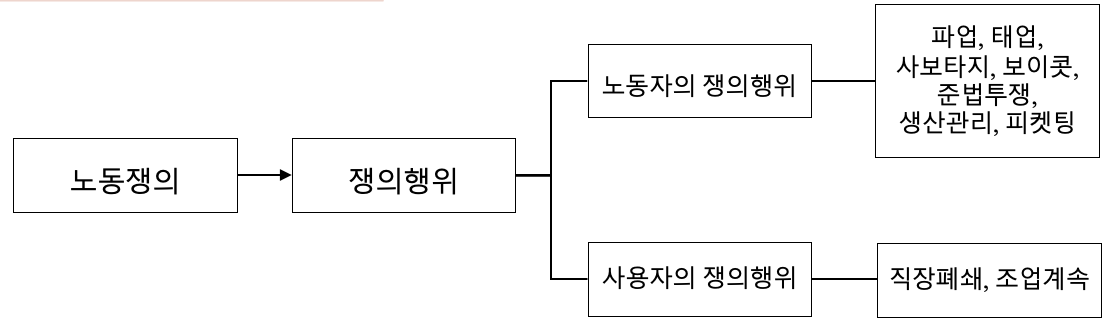 노동쟁의
쟁의행위
노동자의 쟁의행위
파업, 태업,
사보타지, 보이콧,
준법투쟁,
생산관리, 피켓팅
사용자의 쟁의행위
직장폐쇄, 조업계속